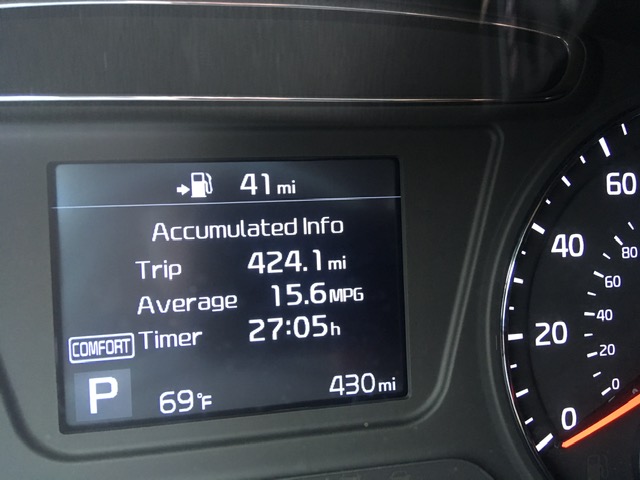 41 mi
Accumulated Info
Trip 424.1 mi
Average 15.6 MPG
Timer 27:05 h
COMFORT
P 69°F 430 mi
60
40
20
0
80
60
40
20
0